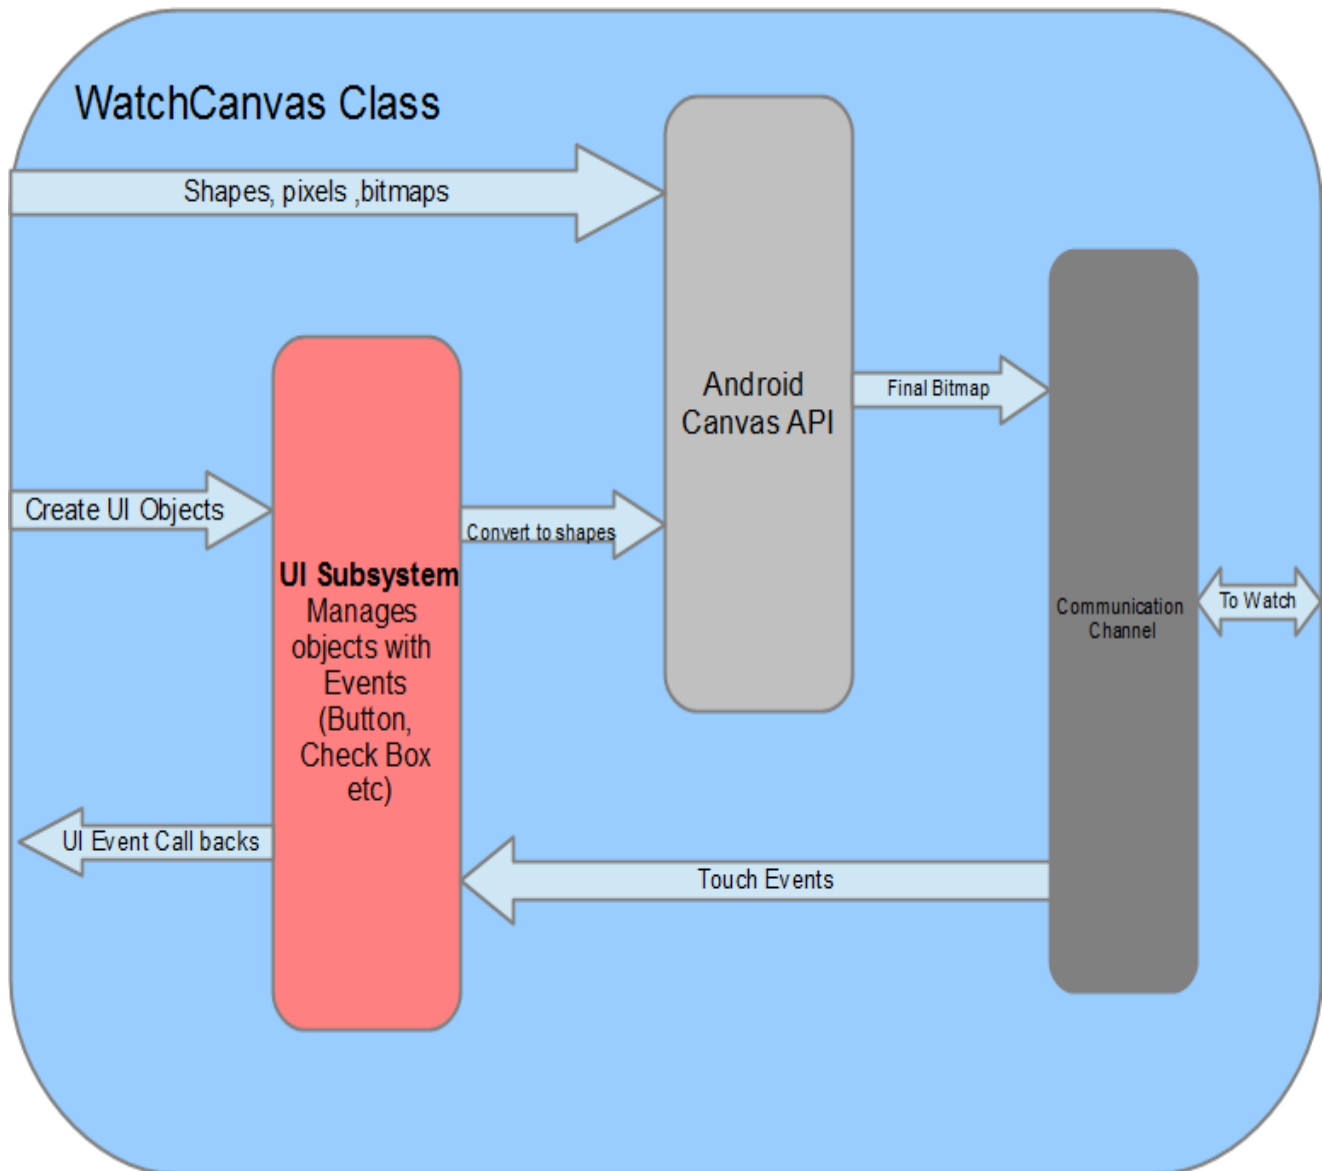 WatchCanvas Class
Shapes, pixels ,bitmaps
Android
Canvas API
Final Bitmap
Create UI Objects
Convert to shapes
UI Subsystem
Manages
objects with
Events
(Button,
Check Box
etc)
Communication
Channel
To Watch
UI Event Call backs
Touch Events